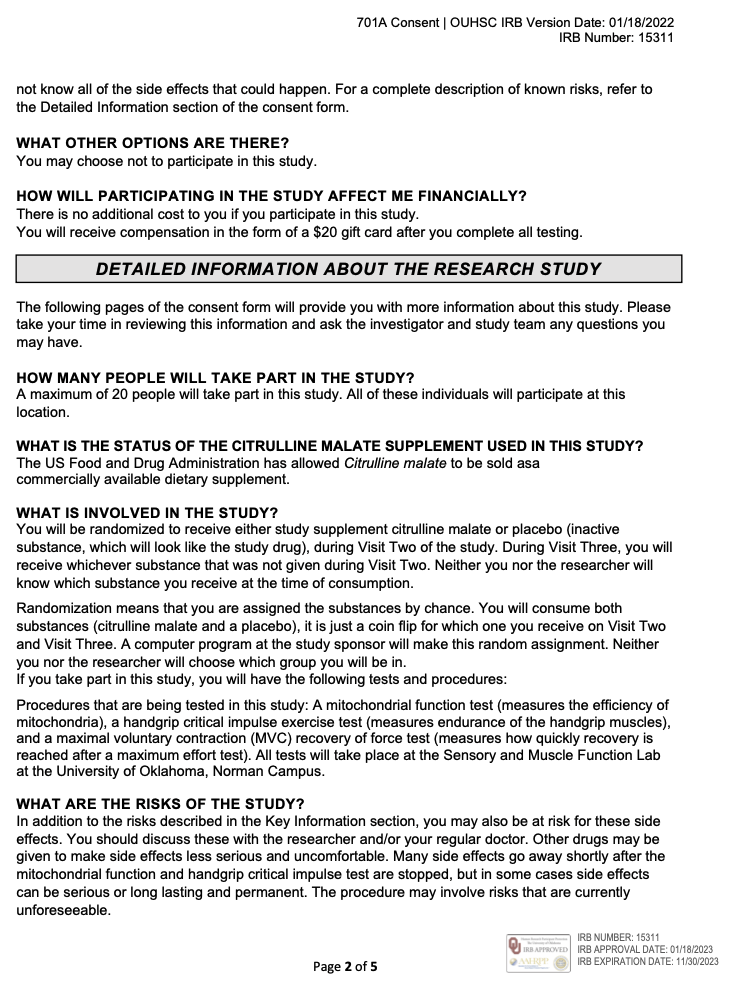 701A Consent | OUHSC IRB Version Date: 01/18/2022
IRB Number: 15311
not know all of the side effects that could happen. For a complete description of known risks, refer to
the Detailed Information section of the consent form.
WHAT OTHER OPTIONS ARE THERE?
You may choose not to participate in this study.
HOW WILL PARTICIPATING IN THE STUDY AFFECT ME FINANCIALLY?
There is no additional cost to you if you participate in this study.
You will receive compensation in the form of a $20 gift card after you complete all testing.
DETAILED INFORMATION ABOUT THE RESEARCH STUDY
The following pages of the consent form will provide you with more information about this study. Please
take your time in reviewing this information and ask the investigator and study team any questions you
may have.
HOW MANY PEOPLE WILL TAKE PART IN THE STUDY?
A maximum of 20 people will take part in this study. All of these individuals will participate at this
location.
WHAT IS THE STATUS OF THE CITRULLINE MALATE SUPPLEMENT USED IN THIS STUDY?
The US Food and Drug Administration has allowed Citrulline malate to be sold asa
commercially available dietary supplement.
WHAT IS INVOLVED IN THE STUDY?
You will be randomized to receive either study supplement citrulline malate or placebo (inactive
substance, which will look like the study drug), during Visit Two of the study. During Visit Three, you will
receive whichever substance that was not given during Visit Two. Neither you nor the researcher will
know which substance you receive at the time of consumption.
Randomization means that you are assigned the substances by chance. You will consume both
substances (citrulline malate and a placebo), it is just a coin flip for which one you receive on Visit Two
and Visit Three. A computer program at the study sponsor will make this random assignment. Neither
you nor the researcher will choose which group you will be in.
If you take part in this study, you will have the following tests and procedures:
Procedures that are being tested in this study: A mitochondrial function test (measures the efficiency of
mitochondria), a handgrip critical impulse exercise test (measures endurance of the handgrip muscles),
and a maximal voluntary contraction (MVC) recovery of force test (measures how quickly recovery is
reached after a maximum effort test). All tests will take place at the Sensory and Muscle Function Lab
at the University of Oklahoma, Norman Campus.
WHAT ARE THE RISKS OF THE STUDY?
In addition to the risks described in the Key Information section, you may also be at risk for these side
effects. You should discuss these with the researcher and/or your regular doctor. Other drugs may be
given to make side effects less serious and uncomfortable. Many side effects go away shortly after the
mitochondrial function and handgrip critical impulse test are stopped, but in some cases side effects
can be serious or long lasting and permanent. The procedure may involve risks that are currently
unforeseeable.
IRB APPROVED
IRB NUMBER: 15311
IRB APPROVAL DATE: 01/18/2023
IRB EXPIRATION DATE: 11/30/2023
Page 2 of 5